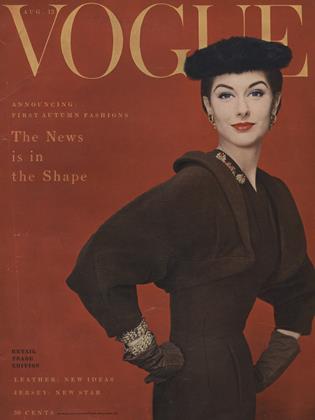 AUG. 15
VOGUE
ANNOUNCING:
FIRST AUTUMN FASHIONS
The News
is in
the Shape
RETAIL
TRADE
EDITION
LEATHER: NEW IDEAS
JERSEY: NEW STAR
50 CENTS